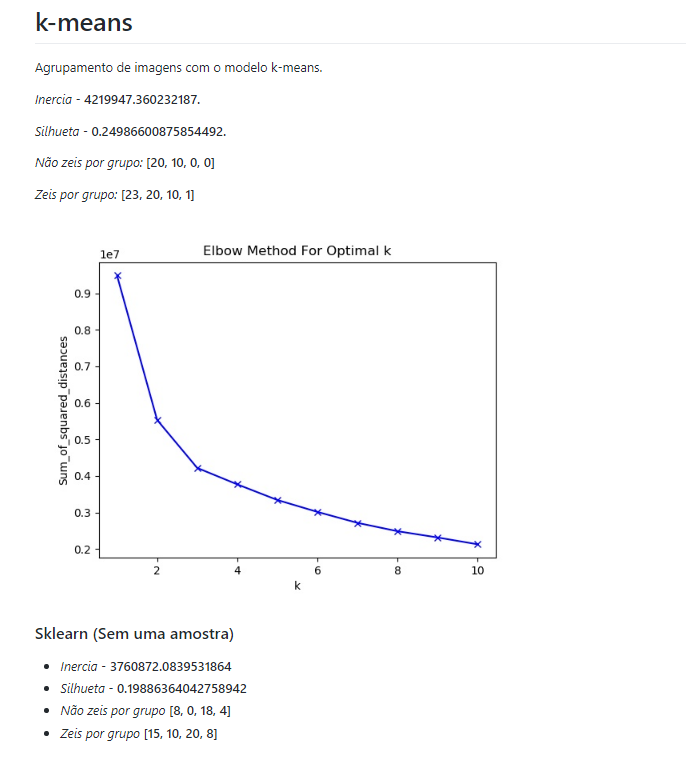 k-means
Agrupamento de imagens com o modelo k-means.
Inercia - 4219947.360232187.
Silhueta - 0.24986600875854492.
Não zeis por grupo: [20, 10, 0, 0]
Zeis por grupo: [23, 20, 10, 1]
1e7
Elbow Method For Optimal k
Sum_of_squared_distances
0.9
0.8
0.7
0.6
0.5
0.4
0.3
0.2
2
4
6
8
10
k
Sklearn (Sem uma amostra)
Inercia - 3760872.0839531864
Silhueta - 0.19886364042758942
Não zeis por grupo [8, 0, 18, 4]
Zeis por grupo [15, 10, 20, 8]